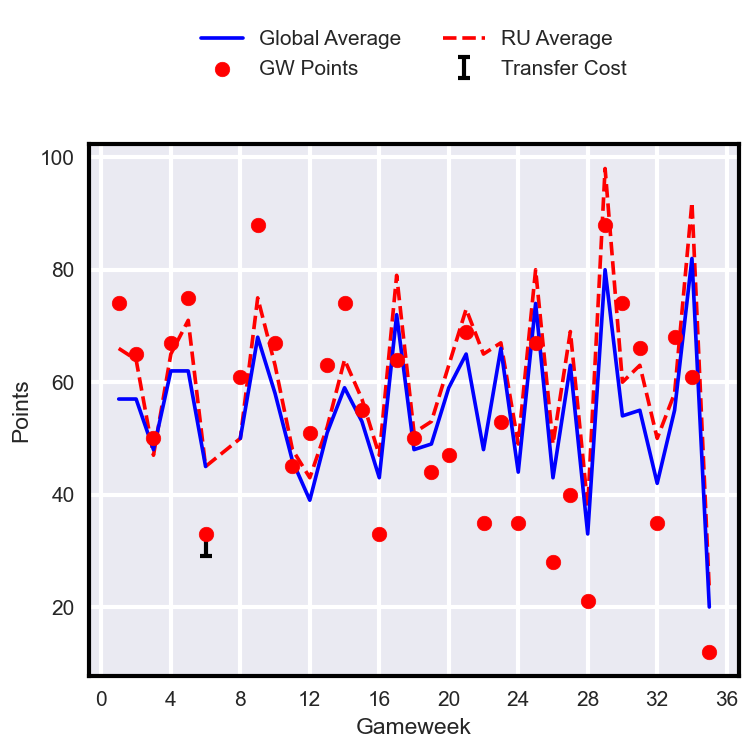 Global Average RU Average
GW Points Transfer Cost
100
80
60
40
20
Points
0 4 8 12 16 20 24 28 32 36
Gameweek